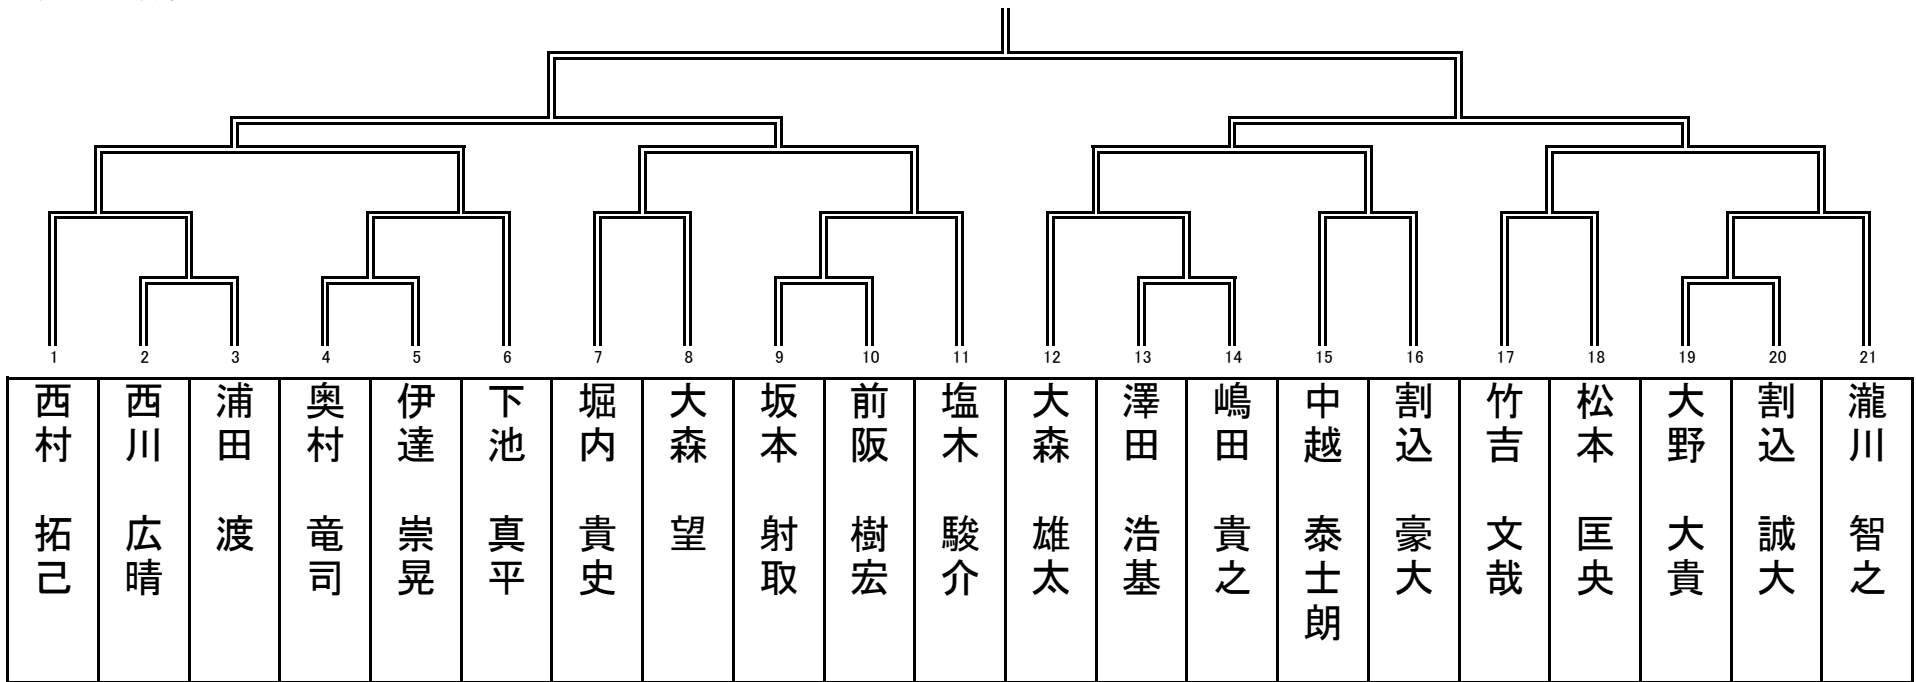 1 2 3 4 5 6 7 8 9 10 11 12 13 14 15 16 17 18 19 20 21
西村 拓己
西川 広晴
浦田 渡
奥村 竜司
伊達 崇晃
下池 真平
堀内 貴史
大森 望
坂本 射取
前阪 樹宏
塩木 駿介
大森 雄太
澤田 浩基
嶋田 貴之
中越 泰士朗
割込 豪大
竹吉 文哉
松本 匡央
大野 大貴
割込 誠大
瀧川 智之